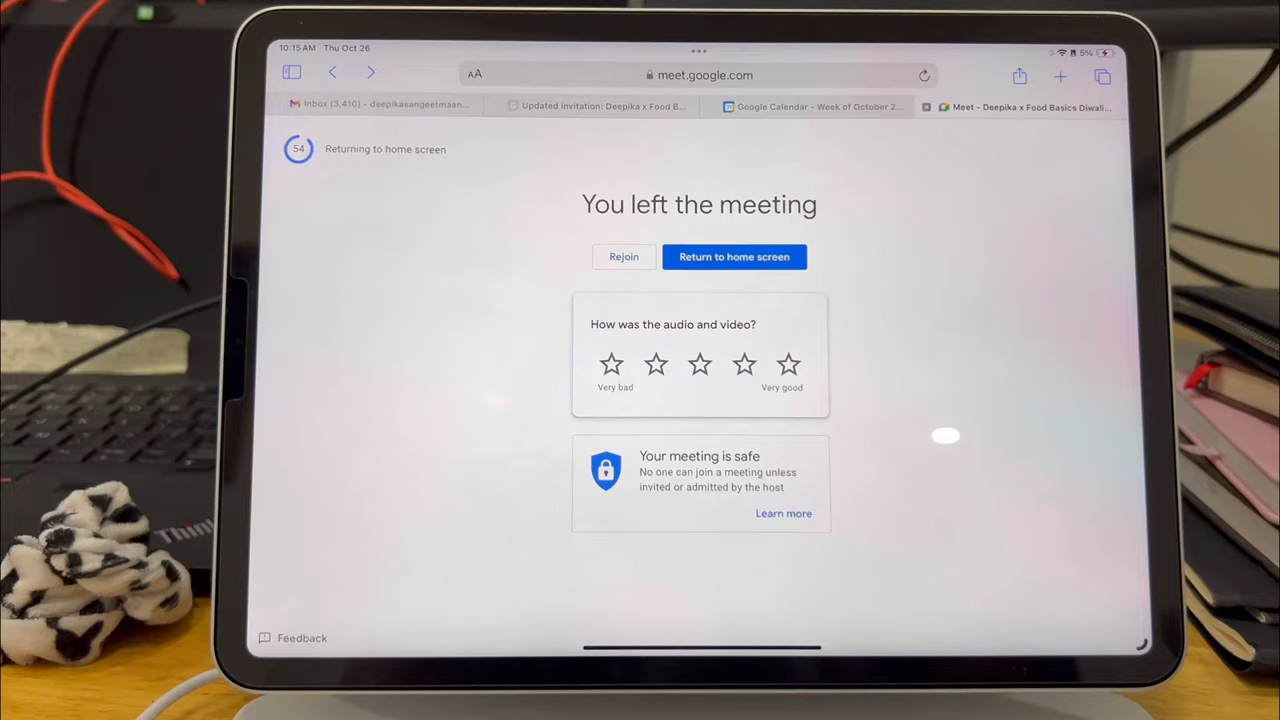 10:15 AM Thu Oct 26
5%
AA
meet.google.com
Inbox (3,410) - deepikasangeetmaan...
Updated invitation: Deepika x Food B...
Google Calendar - Week of October 2...
Meet - Deepika x Food Basics Diwali...
54
Returning to home screen
You left the meeting
Rejoin
Return to home screen
How was the audio and video?
Very bad
Very good
Your meeting is safe
No one can join a meeting unless
invited or admitted by the host
Learn more
Feedback
Think